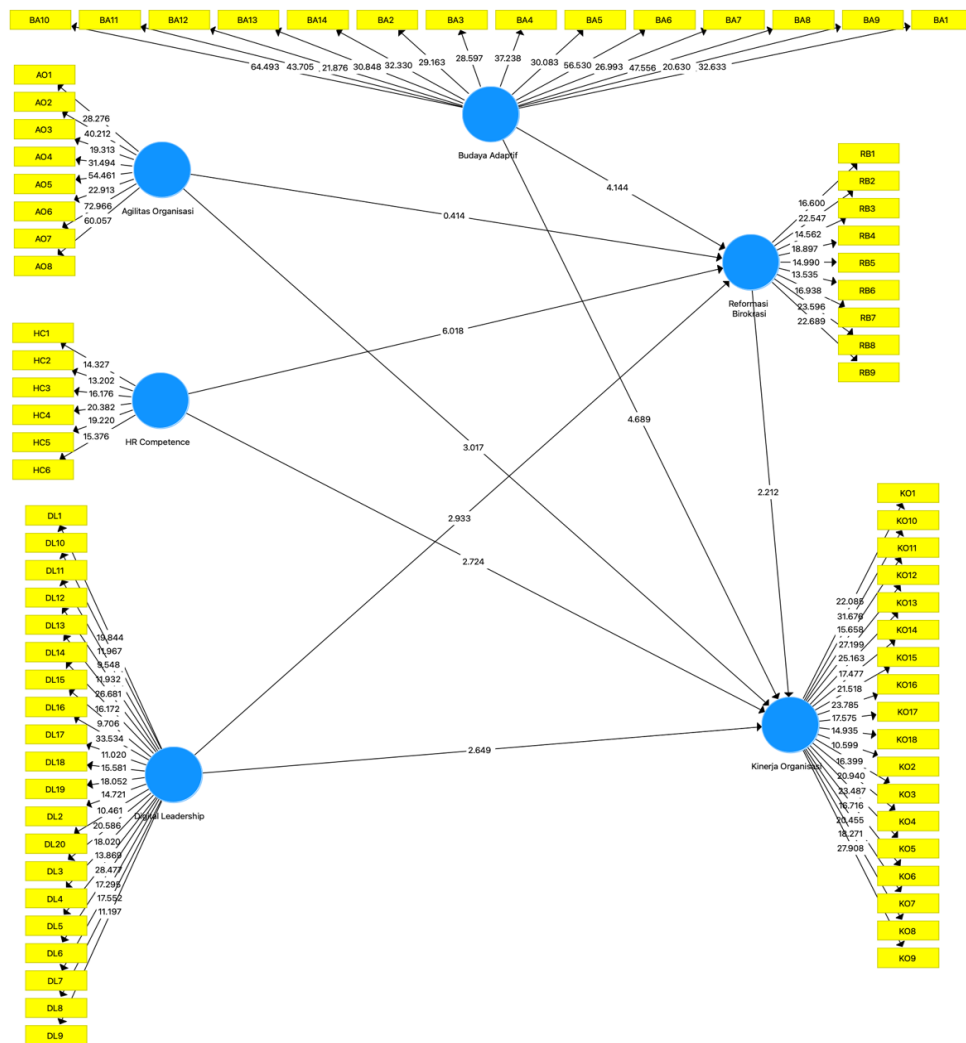 BA10 BA11 BA12 BA13 BA14 BA2 BA3 BA4 BA5 BA6 BA7 BA8 BA9 BA1
64.493 43.705 21.876 30.848 32.330 29.163 28.597 37.238 30.083 56.530 26.993 47.556 20.630 32.633
Budaya Adaptif
AO1
AO2
AO3
AO4
AO5
AO6
AO7
AO8
28.276
40.212
19.313
31.494
54.461
22.913
72.966
60.057
Agilitas Organisasi
4.144
0.414
RB1
RB2
RB3
RB4
RB5
RB6
RB7
RB8
RB9
16.600
22.547
14.562
18.897
14.990
13.535
16.938
23.596
22.689
Reformasi
Birokrasi
HC1
HC2
HC3
HC4
HC5
HC6
14.327
13.202
16.176
20.382
19.220
15.376
HR Competence
6.018
4.689
3.017
2.212
2.933
2.724
DL1
DL10
DL11
DL12
DL13
DL14
DL15
DL16
DL17
DL18
DL19
DL2
DL20
DL3
DL4
DL5
DL6
DL7
DL8
DL9
19.844
11.967
9.548
11.932
26.681
16.172
9.706
33.534
11.020
15.581
18.052
14.721
10.461
20.586
18.020
13.869
28.477
17.295
17.552
11.197
Digital Leadership
2.649
KO1
KO10
KO11
KO12
KO13
KO14
KO15
KO16
KO17
KO18
KO2
KO3
KO4
KO5
KO6
KO7
KO8
KO9
22.085
31.676
15.658
27.199
25.163
17.477
21.518
23.785
17.575
14.935
10.599
16.399
20.940
23.487
16.716
20.455
18.271
27.908
Kinerja Organisasi